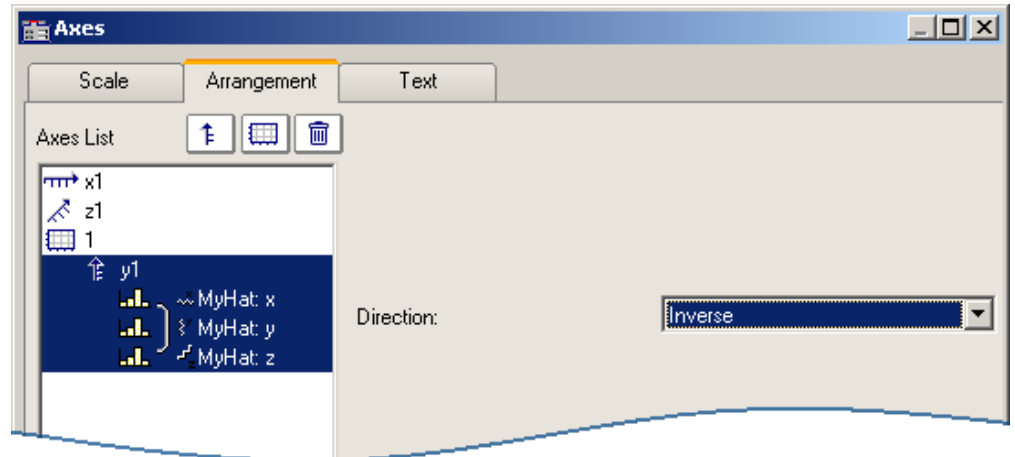 Axes
Scale Arrangement Text
Axes List
x1
z1
1
y1
MyHat: x
MyHat: y
MyHat: z
Direction: Inverse